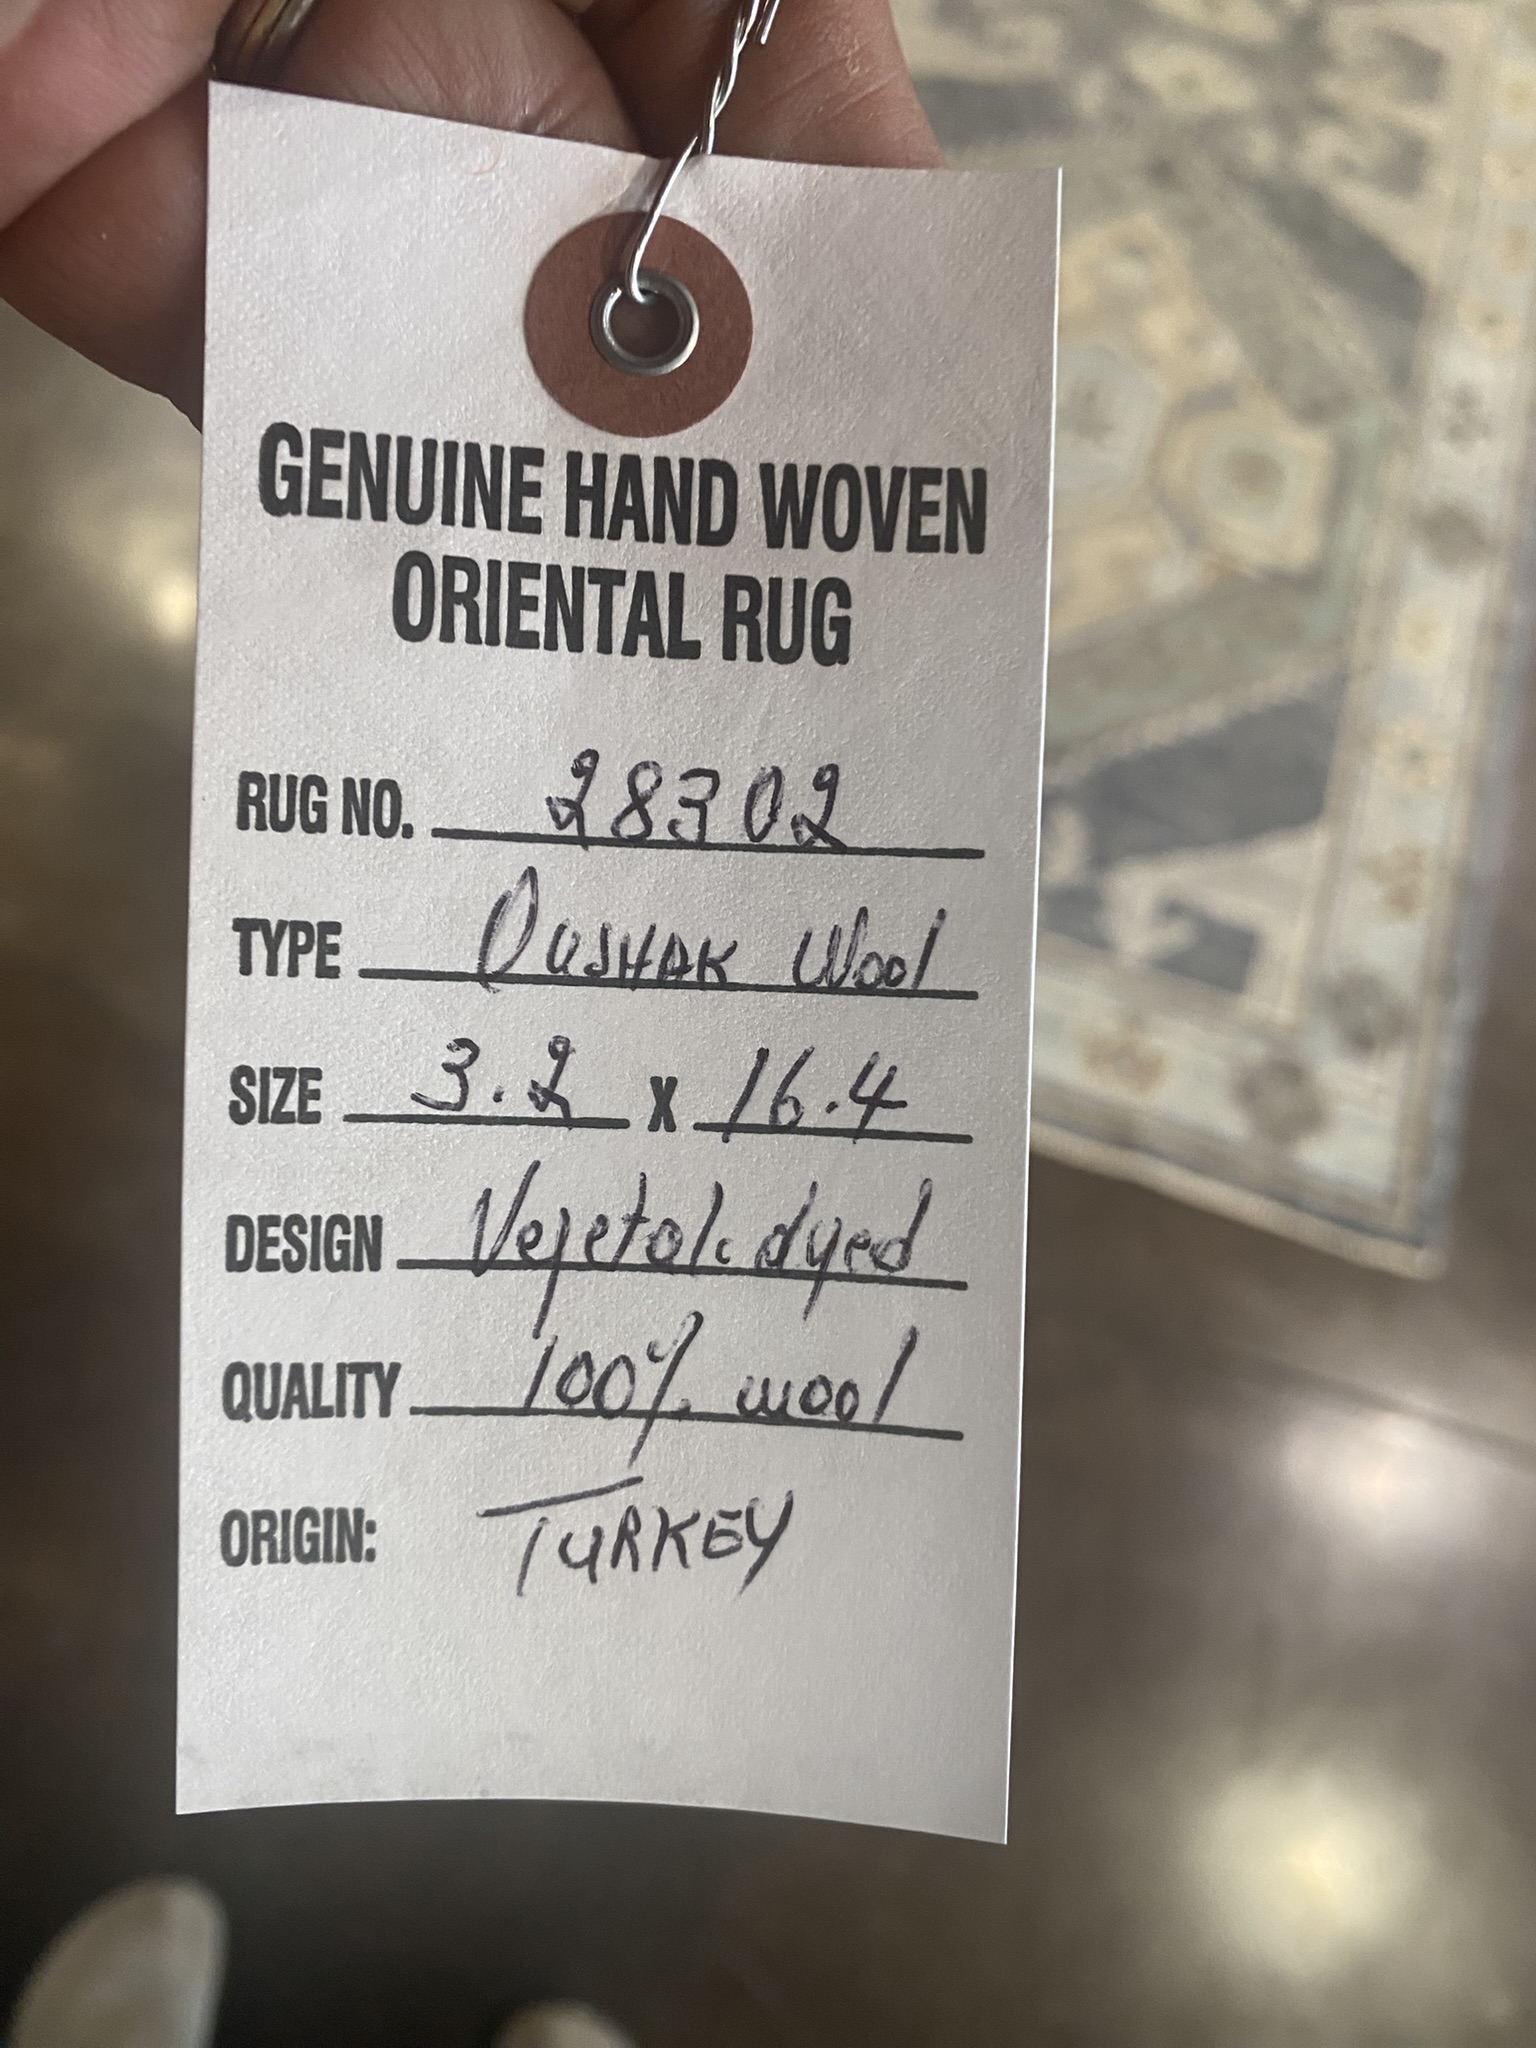 GENUINE HAND WOVEN
ORIENTAL RUG
RUG NO. 28302
TYPE OUSHAK Wool
SIZE 3.2 X 16.4
DESIGN Vegetol. dyed
QUALITY 100% wool
ORIGIN: TURKEY